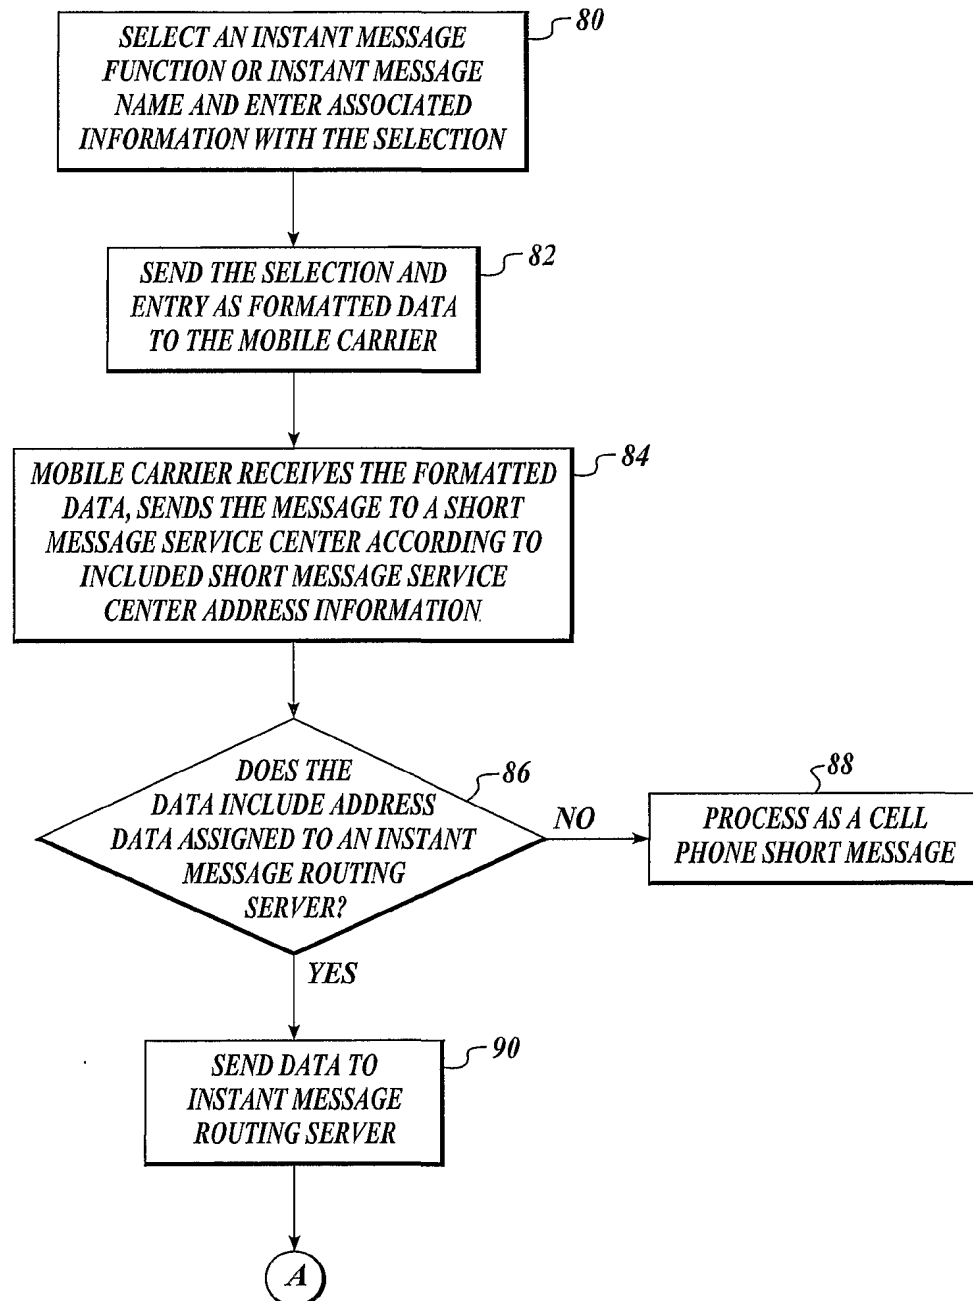 80
SELECT AN INSTANT MESSAGE
FUNCTION OR INSTANT MESSAGE
NAME AND ENTER ASSOCIATED
INFORMATION WITH THE SELECTION
82
SEND THE SELECTION AND
ENTRY AS FORMATTED DATA
TO THE MOBILE CARRIER
84
MOBILE CARRIER RECEIVES THE FORMATTED
DATA, SENDS THE MESSAGE TO A SHORT
MESSAGE SERVICE CENTER ACCORDING TO
INCLUDED SHORT MESSAGE SERVICE
CENTER ADDRESS INFORMATION.
86
DOES THE
DATA INCLUDE ADDRESS
DATA ASSIGNED TO AN INSTANT
MESSAGE ROUTING
SERVER?
NO
88
PROCESS AS A CELL
PHONE SHORT MESSAGE
YES
90
SEND DATA TO
INSTANT MESSAGE
ROUTING SERVER
A